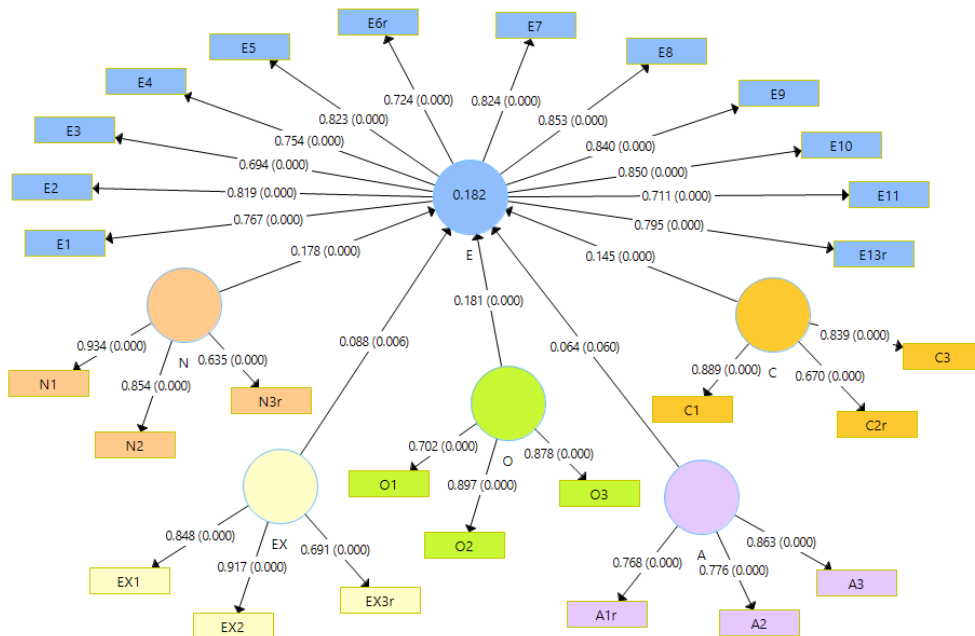 E6r
E7
E5
E8
E4
E9
E3
E10
E2
E11
E1
E13r
0.724 (0.000)
0.824 (0.000)
0.823 (0.000)
0.853 (0.000)
0.754 (0.000)
0.840 (0.000)
0.694 (0.000)
0.850 (0.000)
0.819 (0.000)
0.711 (0.000)
0.767 (0.000)
0.795 (0.000)
0.182
E
0.178 (0.000)
0.145 (0.000)
0.181 (0.000)
0.088 (0.006)
0.064 (0.060)
N
0.934 (0.000)
0.854 (0.000)
0.635 (0.000)
N1
N2
N3r
C
0.839 (0.000)
0.889 (0.000)
0.670 (0.000)
C3
C1
C2r
O
0.702 (0.000)
0.897 (0.000)
0.878 (0.000)
O1
O2
O3
EX
0.848 (0.000)
0.917 (0.000)
0.691 (0.000)
EX1
EX2
EX3r
A
0.768 (0.000)
0.776 (0.000)
0.863 (0.000)
A1r
A2
A3